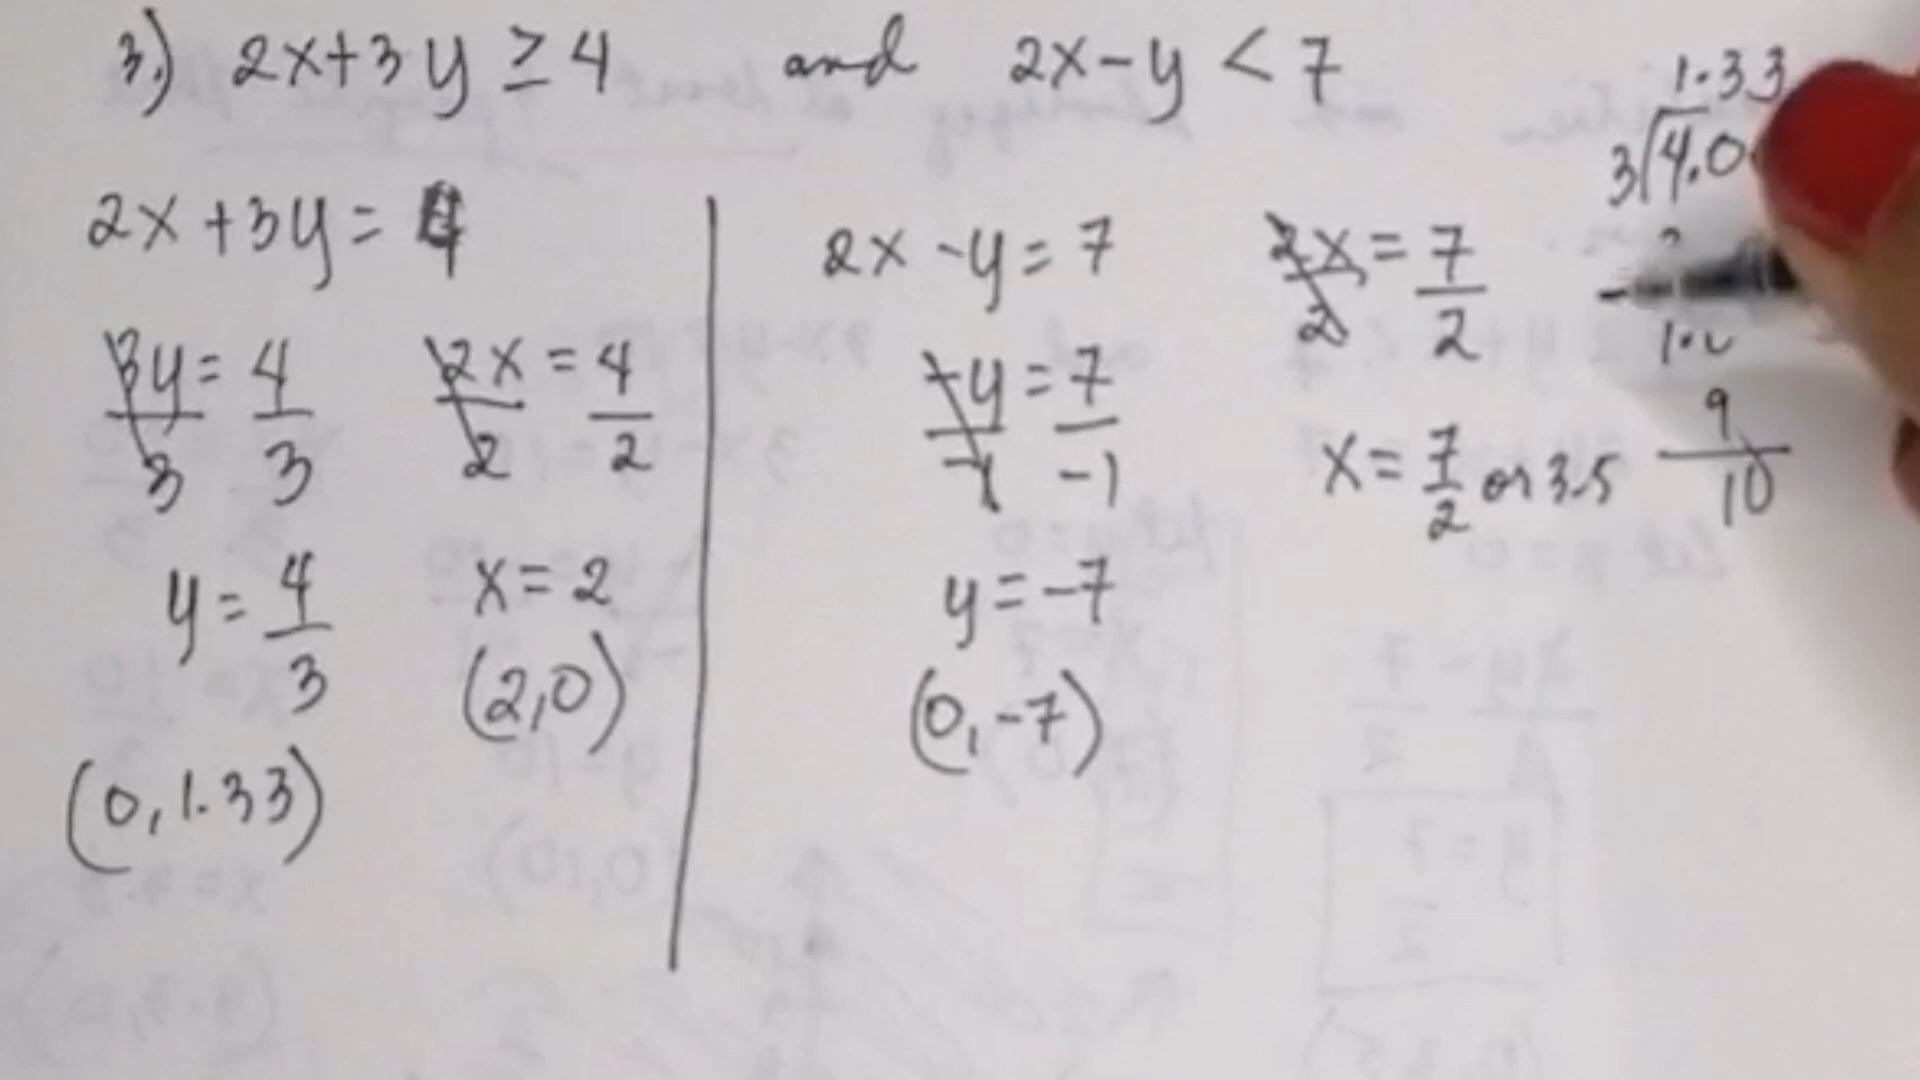 3.) 2x+3y ≥ 4 and 2x-y < 7
2x+3y = 4
3y/3 = 4/3 2x/2 = 4/2
y = 4/3 x = 2
(2,0)
(0, 1.33)
2x - y = 7
-y/-1 = 7/-1
y = -7
(0, -7)
2x/2 = 7/2
x = 7/2 or 3.5
1.33
3 4.0
9
10